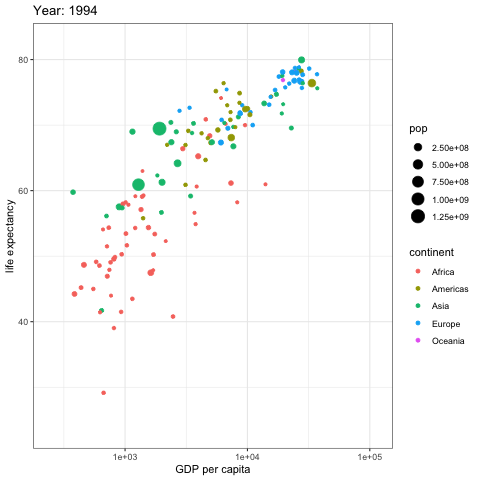 Year: 1994
life expectancy
80
60
40
1e+03
1e+04
1e+05
GDP per capita
pop
2.50e+08
5.00e+08
7.50e+08
1.00e+09
1.25e+09
continent
Africa
Americas
Asia
Europe
Oceania